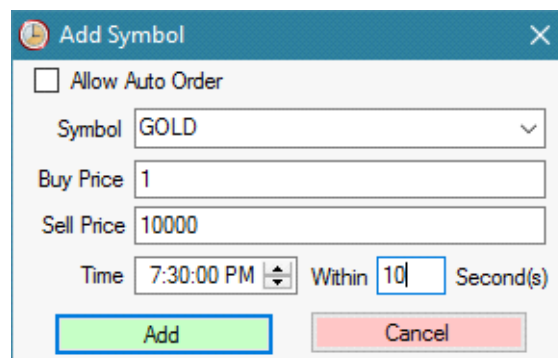 Add Symbol
Allow Auto Order
Symbol GOLD
Buy Price 1
Sell Price 10000
Time 7:30:00 PM Within 10 Second(s)
Add Cancel